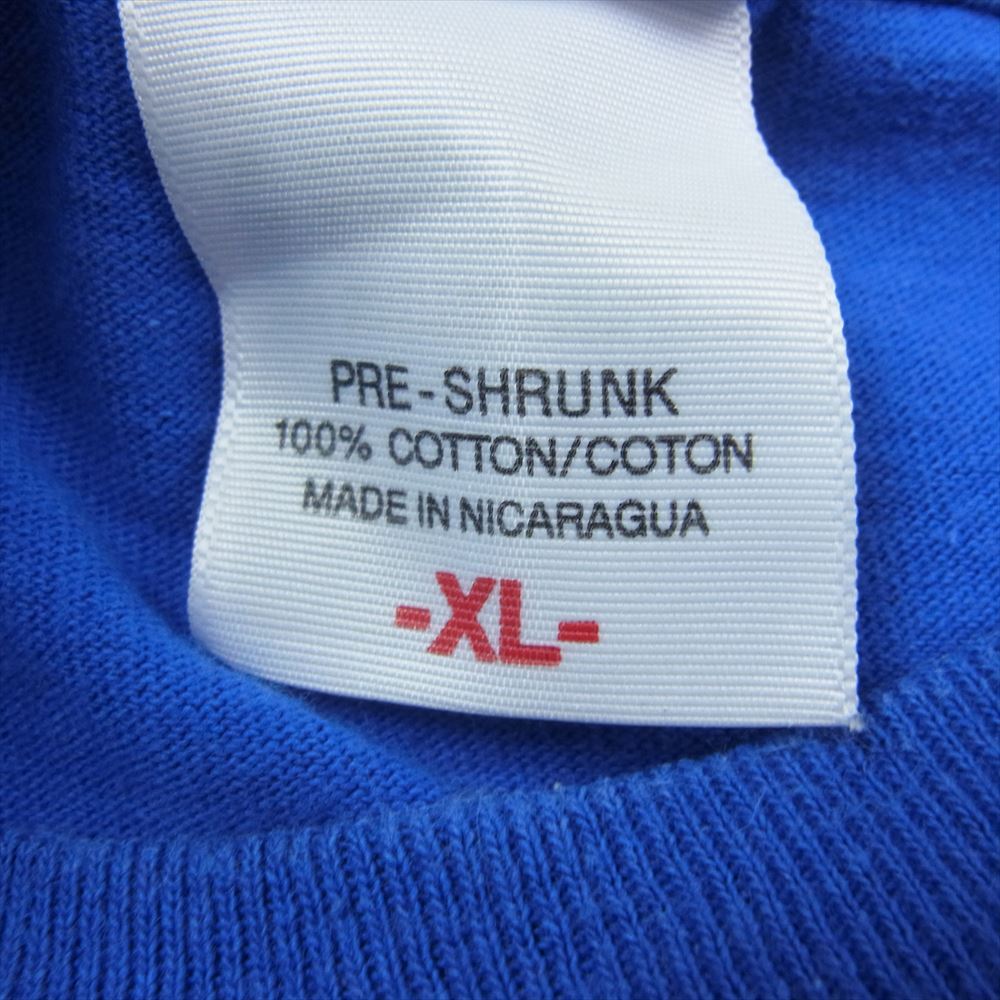 PRE-SHRUNK
100% COTTON/COTON
MADE IN NICARAGUA
-XL-